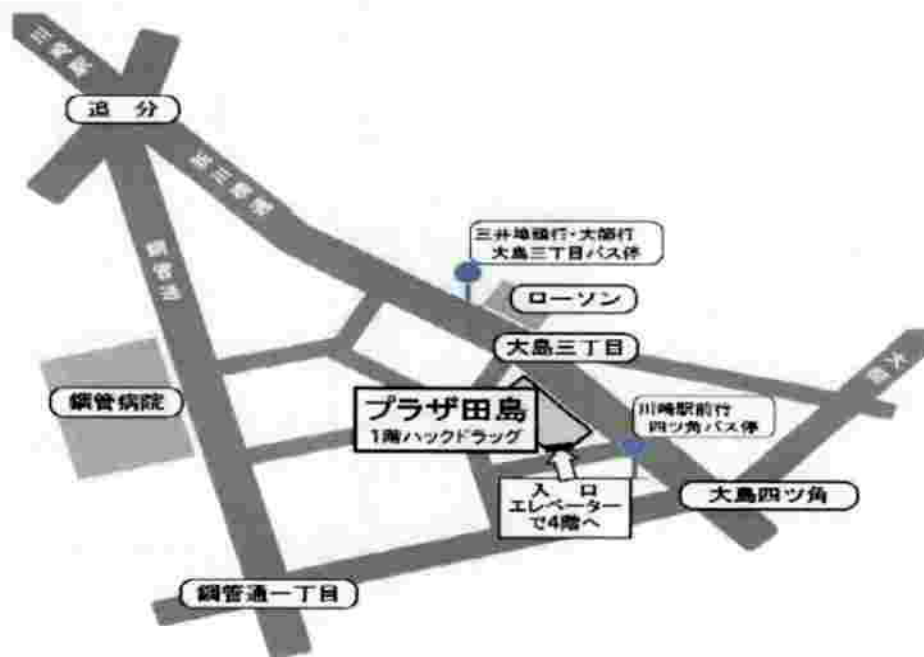 追分
三井埠頭行・大師行
大島三丁目バス停
ローソン
大島三丁目
鋼管病院
プラザ田島
1階ハックドラッグ
川崎駅前行
四ツ角バス停
入口
エレベーター
で4階へ
大島四ツ角
鋼管通一丁目